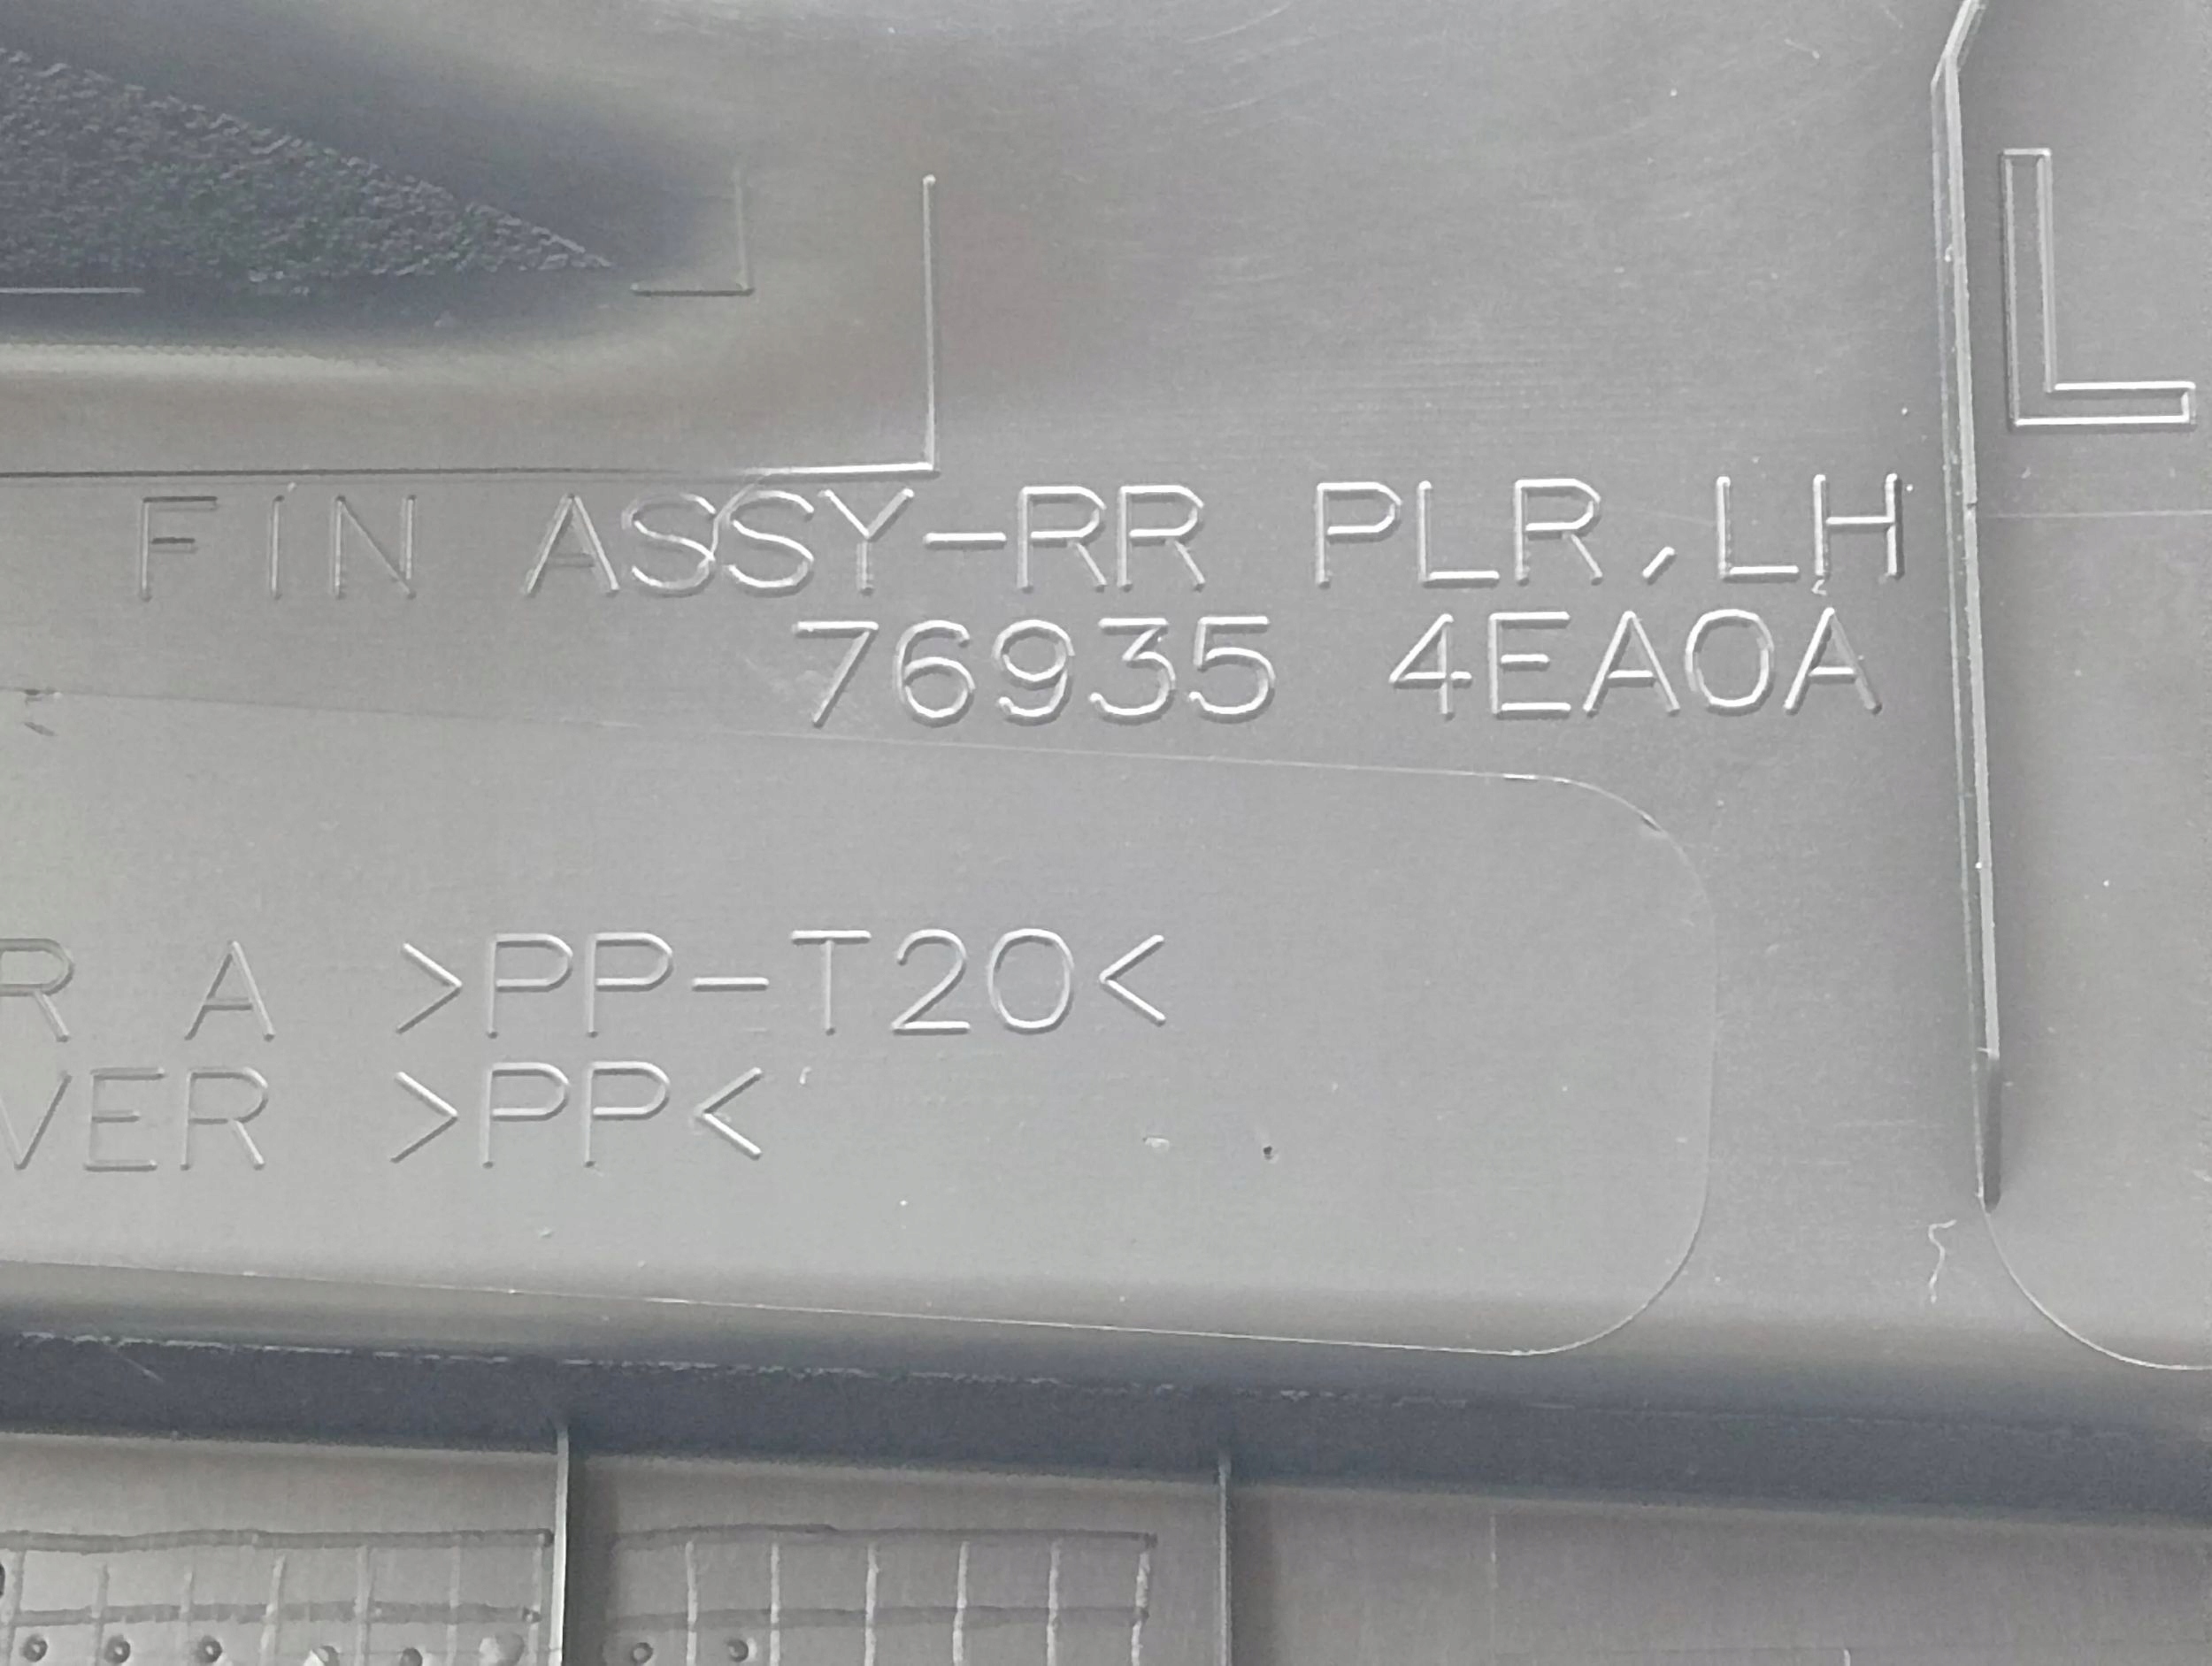 L
FIN ASSY-RR PLR,LH
76935 4EA0A
R A >PP-T20<
VER >PP<